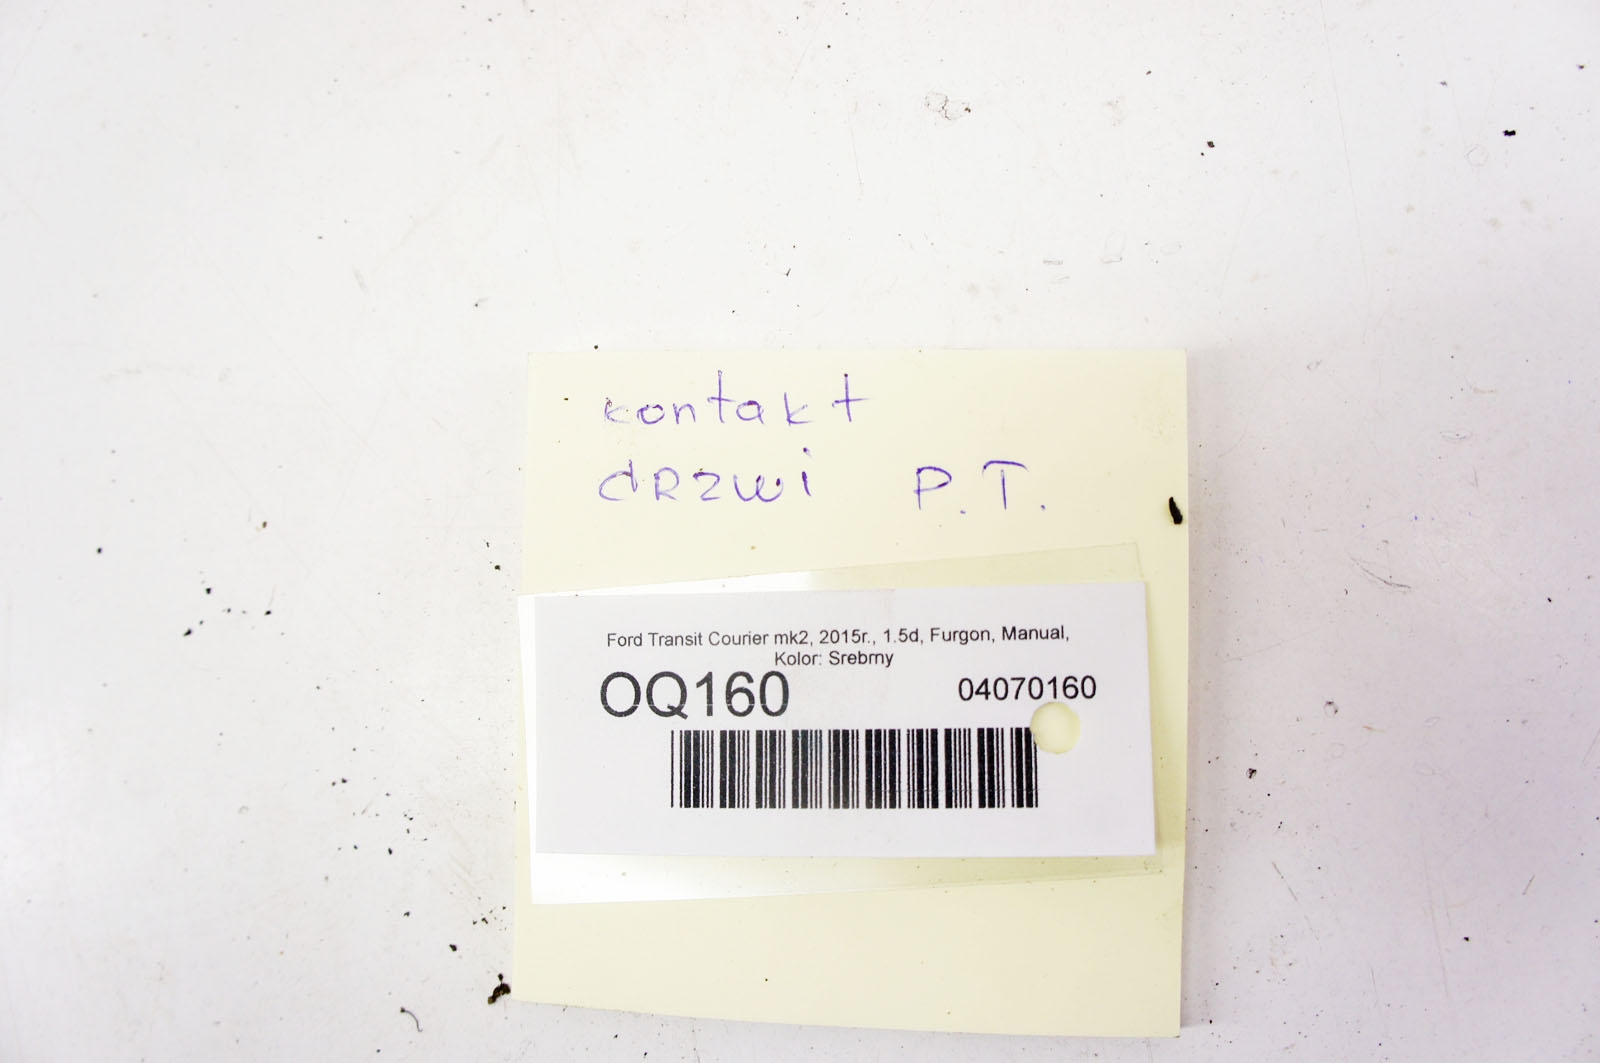 kontakt
dRzwi P.T.
Ford Transit Courier mk2, 2015r., 1.5d, Furgon, Manual,
Kolor: Srebrny
OQ160 04070160